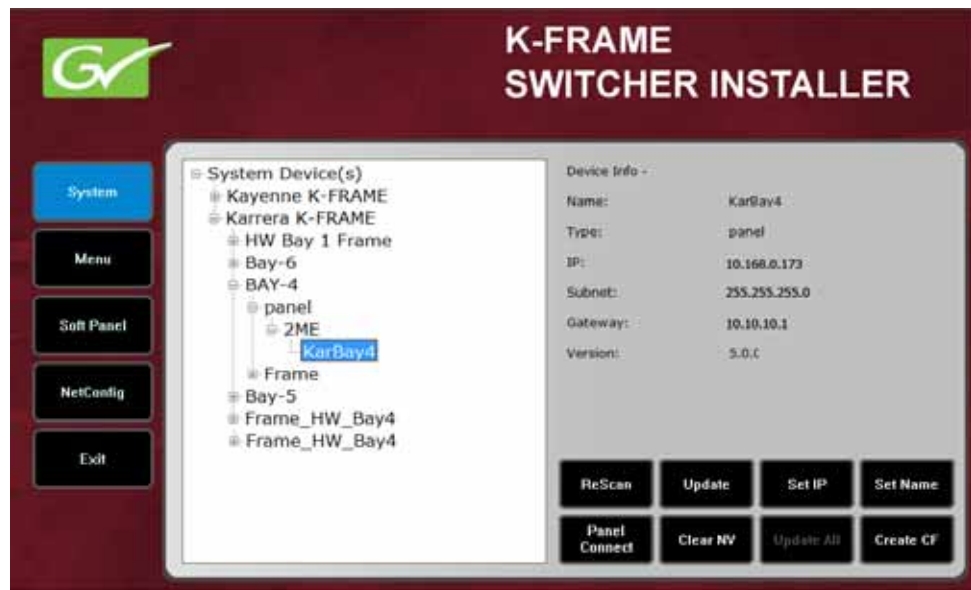 GV
K-FRAME
SWITCHER INSTALLER
System
Menu
Soft Panel
NetConfig
Exit
System Device(s)
Kayenne K-FRAME
Karrera K-FRAME
HW Bay 1 Frame
Bay-6
BAY-4
panel
2ME
KarBay4
Frame
Bay-5
Frame_HW_Bay4
Frame_HW_Bay4
Device Info -
Name: KarBay4
Type: panel
IP: 10.168.0.173
Subnet: 255.255.255.0
Gateway: 10.10.10.1
Version: 5.0.
ReScan
Update
Set IP
Set Name
Panel
Connect
Clear NV
Update All
Create CF